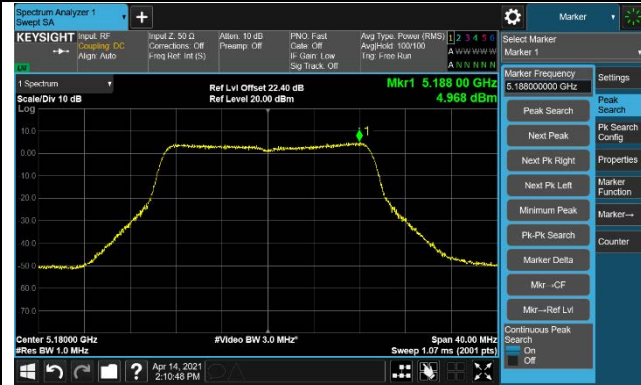 Spectrum Analyzer 1
Swept SA
+
Marker
KEYSIGHT
Input: RF
Coupling: DC
Align: Auto
Input Z: 50 Ω
Corrections: Off
Freq Ref: Int (S)
Atten: 10 dB
Preamp: Off
PNO: Fast
Gate: Off
IF Gain: Low
Sig Track: Off
Avg Type: Power (RMS)
Avg|Hold: 100/100
Trig: Free Run
1 2 3 4 5 6
A W W W W W
A N N N N N
Select Marker
Marker 1
LXI
1 Spectrum
Scale/Div 10 dB
Log
Ref Lvl Offset 22.40 dB
Ref Level 20.00 dBm
Mkr1 5.188 00 GHz
4.968 dBm
10.0
0.00
10.0
20.0
30.0
40.0
50.0
60.0
70.0
1
Center 5.18000 GHz
#Res BW 1.0 MHz
#Video BW 3.0 MHz*
Span 40.00 MHz
Sweep 1.07 ms (2001 pts)
Marker Frequency
5.188000000 GHz
Peak Search
Next Peak
Next Pk Right
Next Pk Left
Minimum Peak
Pk-Pk Search
Marker Delta
Mkr→CF
Mkr→Ref Lvl
Continuous Peak
Search
On
Off
Settings
Peak
Search
Pk Search
Config
Properties
Marker
Function
Marker→
Counter
?
Apr 14, 2021
2:10:48 PM